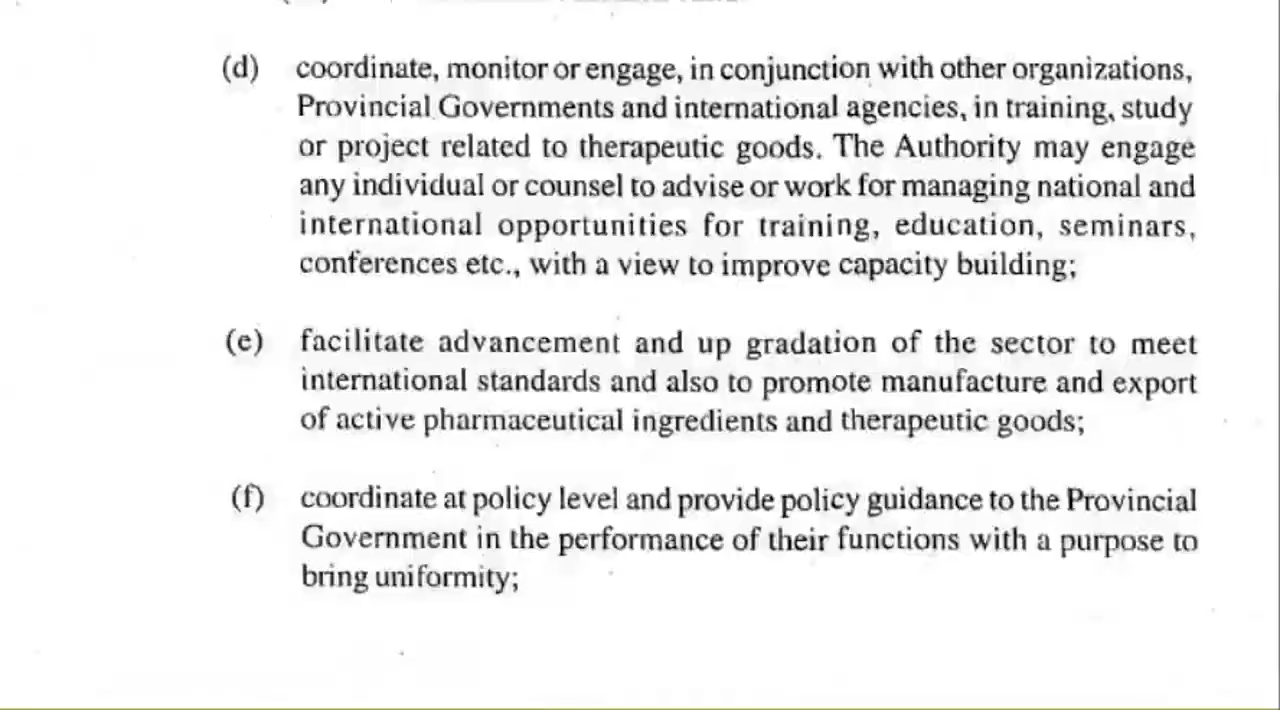 (d) coordinate, monitor or engage, in conjunction with other organizations,
Provincial Governments and international agencies, in training, study
or project related to therapeutic goods. The Authority may engage
any individual or counsel to advise or work for managing national and
international opportunities for training, education, seminars,
conferences etc., with a view to improve capacity building;
(e) facilitate advancement and up gradation of the sector to meet
international standards and also to promote manufacture and export
of active pharmaceutical ingredients and therapeutic goods;
(f) coordinate at policy level and provide policy guidance to the Provincial
Government in the performance of their functions with a purpose to
bring uniformity;